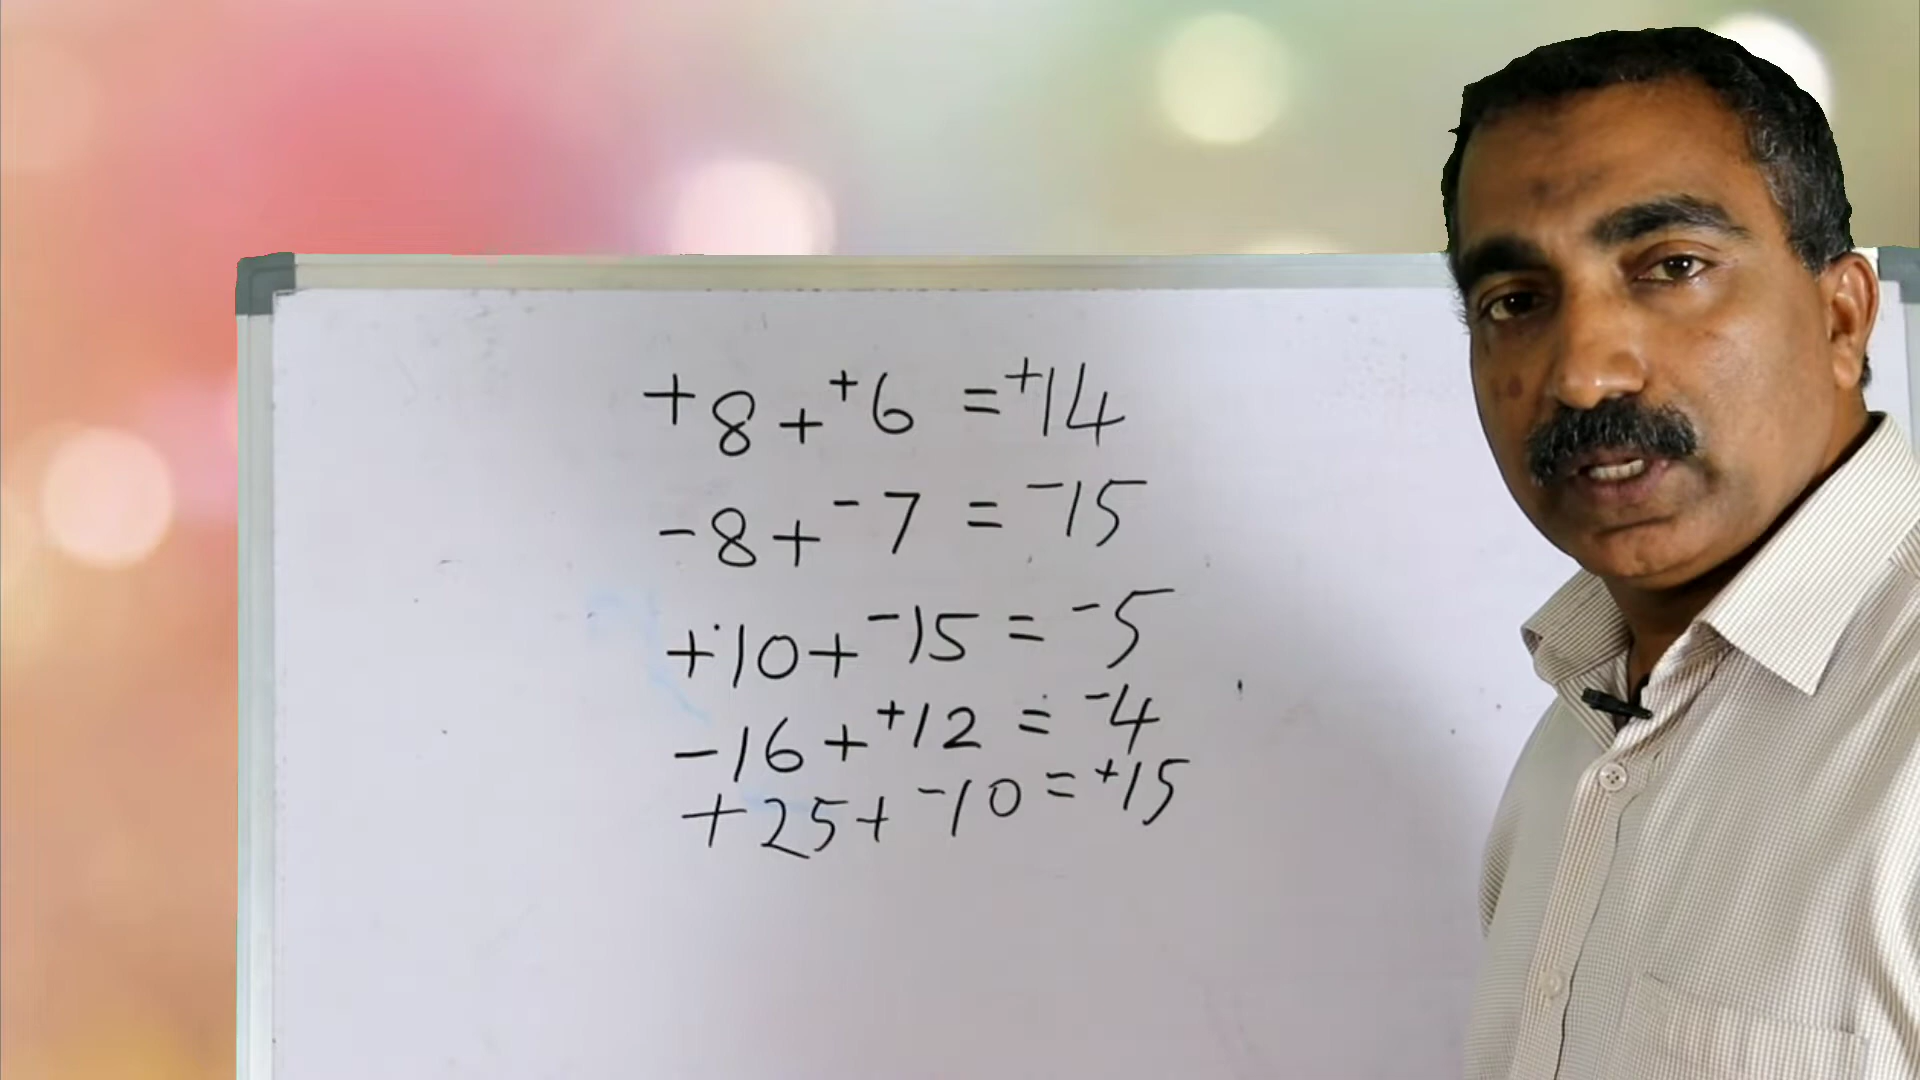 +8 + +6 = +14
-8 + -7 = -15
+10 + -15 = -5
-16 + +12 = -4
+25 + -10 = +15